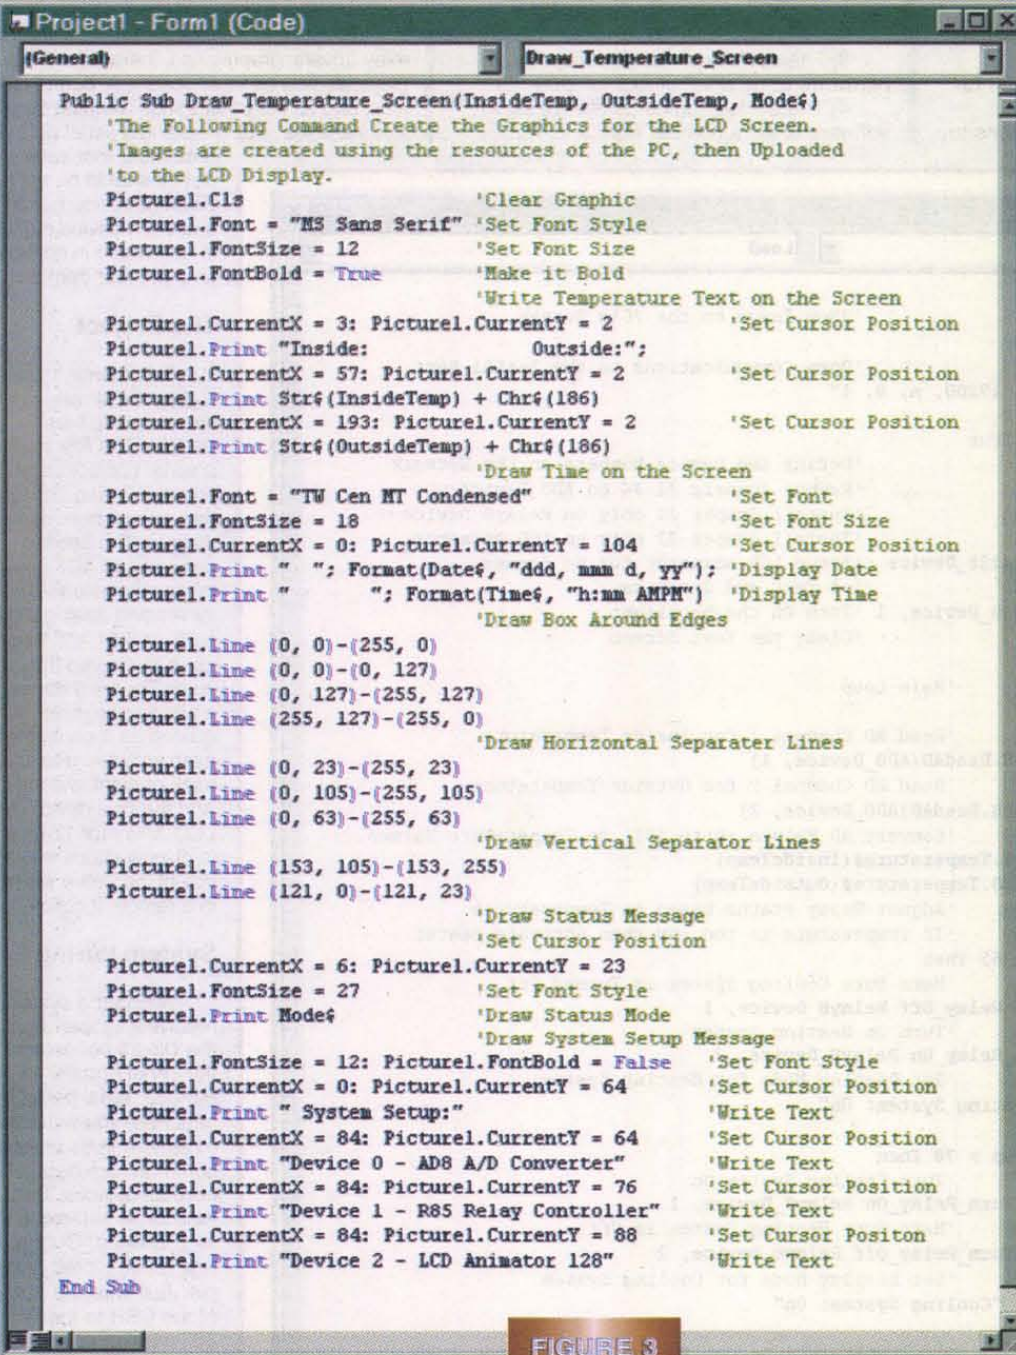 Project1 - Form1 (Code)
(General) Draw_Temperature_Screen
Public Sub Draw_Temperature_Screen(InsideTemp, OutsideTemp, Mode$)
'The Following Command Create the Graphics for the LCD Screen.
'Images are created using the resources of the PC, then Uploaded
'to the LCD Display.
Picture1.Cls 'Clear Graphic
Picture1.Font = "MS Sans Serif" 'Set Font Style
Picture1.FontSize = 12 'Set Font Size
Picture1.FontBold = True 'Make it Bold
'Write Temperature Text on the Screen
Picture1.CurrentX = 3: Picture1.CurrentY = 2 'Set Cursor Position
Picture1.Print "Inside: Outside:";
Picture1.CurrentX = 57: Picture1.CurrentY = 2 'Set Cursor Position
Picture1.Print Str$(InsideTemp) + Chr$(186)
Picture1.CurrentX = 193: Picture1.CurrentY = 2 'Set Cursor Position
Picture1.Print Str$(OutsideTemp) + Chr$(186)
'Draw Time on the Screen
Picture1.Font = "TW Cen MT Condensed" 'Set Font
Picture1.FontSize = 18 'Set Font Size
Picture1.CurrentX = 0: Picture1.CurrentY = 104 'Set Cursor Position
Picture1.Print "  "; Format(Date$, "ddd, mmm d, yy"); 'Display Date
Picture1.Print "      "; Format(Time$, "h:mm AMPM") 'Display Time
'Draw Box Around Edges
Picture1.Line (0, 0)-(255, 0)
Picture1.Line (0, 0)-(0, 127)
Picture1.Line (0, 127)-(255, 127)
Picture1.Line (255, 127)-(255, 0)
'Draw Horizontal Separater Lines
Picture1.Line (0, 23)-(255, 23)
Picture1.Line (0, 105)-(255, 105)
Picture1.Line (0, 63)-(255, 63)
'Draw Vertical Separator Lines
Picture1.Line (153, 105)-(153, 255)
Picture1.Line (121, 0)-(121, 23)
'Draw Status Message
'Set Cursor Position
Picture1.CurrentX = 6: Picture1.CurrentY = 23
Picture1.FontSize = 27 'Set Font Style
Picture1.Print Mode$ 'Draw Status Mode
'Draw System Setup Message
Picture1.FontSize = 12: Picture1.FontBold = False 'Set Font Style
Picture1.CurrentX = 0: Picture1.CurrentY = 64 'Set Cursor Position
Picture1.Print " System Setup:" 'Write Text
Picture1.CurrentX = 84: Picture1.CurrentY = 64 'Set Cursor Position
Picture1.Print "Device 0 - AD8 A/D Converter" 'Write Text
Picture1.CurrentX = 84: Picture1.CurrentY = 76 'Set Cursor Position
Picture1.Print "Device 1 - R85 Relay Controller" 'Write Text
Picture1.CurrentX = 84: Picture1.CurrentY = 88 'Set Cursor Positon
Picture1.Print "Device 2 - LCD Animator 128" 'Write Text
End Sub
FIGURE 3